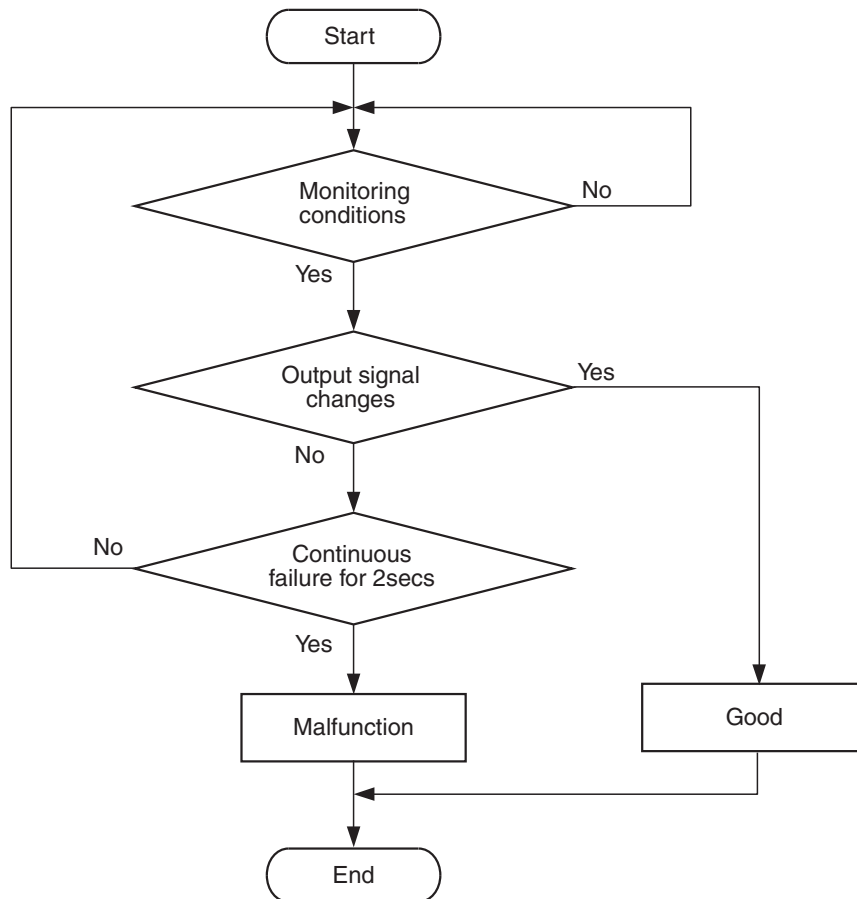 Start
Monitoring
conditions
No
Yes
Output signal
changes
Yes
No
Continuous
failure for 2secs
No
Yes
Malfunction
Good
End